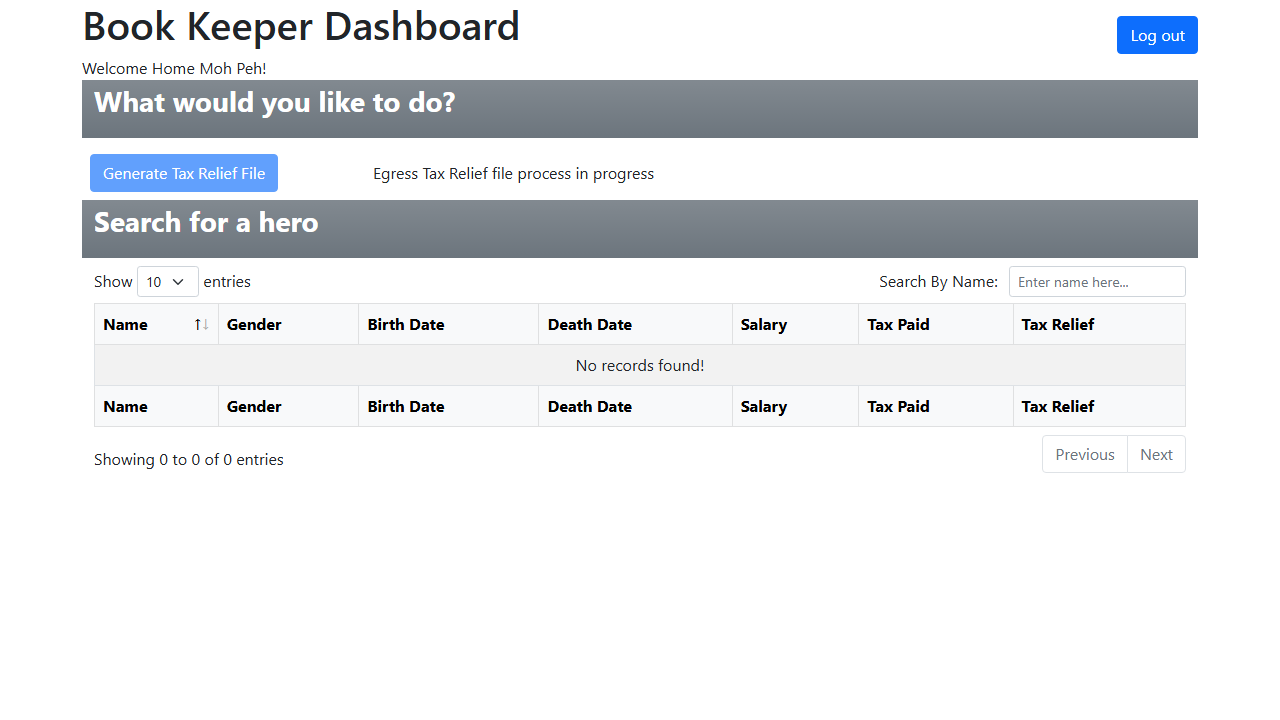 Book Keeper Dashboard
Log out
Welcome Home Moh Peh!
What would you like to do?
Generate Tax Relief File
Egress Tax Relief file process in progress
Search for a hero
Show 10 entries
Search By Name: Enter name here...
Name Gender Birth Date Death Date Salary Tax Paid Tax Relief
No records found!
Name Gender Birth Date Death Date Salary Tax Paid Tax Relief
Showing 0 to 0 of 0 entries
Previous Next